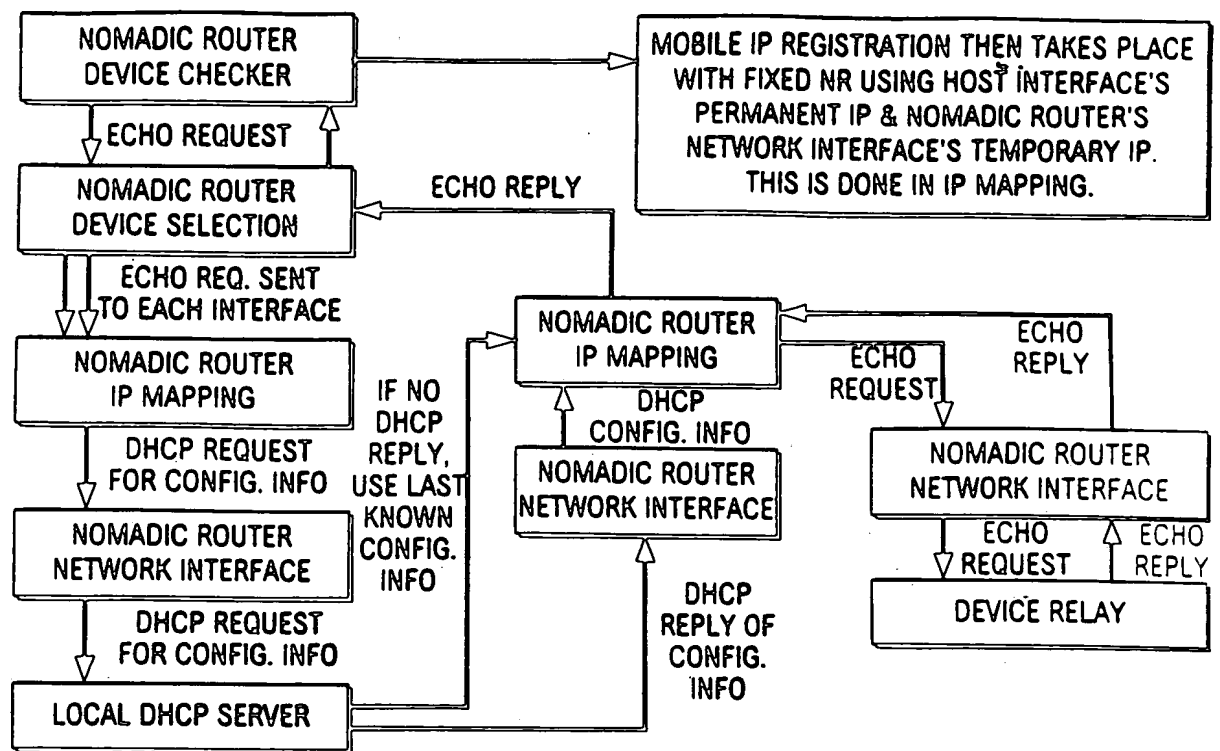 NOMADIC ROUTER
DEVICE CHECKER
MOBILE IP REGISTRATION THEN TAKES PLACE
WITH FIXED NR USING HOST INTERFACE'S
PERMANENT IP & NOMADIC ROUTER'S
NETWORK INTERFACE'S TEMPORARY IP.
THIS IS DONE IN IP MAPPING.
ECHO REQUEST
NOMADIC ROUTER
DEVICE SELECTION
ECHO REPLY
ECHO REQ. SENT
TO EACH INTERFACE
NOMADIC ROUTER
IP MAPPING
DHCP REQUEST
FOR CONFIG. INFO
NOMADIC ROUTER
NETWORK INTERFACE
DHCP REQUEST
FOR CONFIG. INFO
LOCAL DHCP SERVER
IF NO
DHCP
REPLY,
USE LAST
KNOWN
CONFIG.
INFO
NOMADIC ROUTER
IP MAPPING
DHCP
CONFIG. INFO
NOMADIC ROUTER
NETWORK INTERFACE
DHCP
REPLY OF
CONFIG.
INFO
ECHO
REQUEST
ECHO
REPLY
NOMADIC ROUTER
NETWORK INTERFACE
ECHO
REQUEST
ECHO
REPLY
DEVICE RELAY